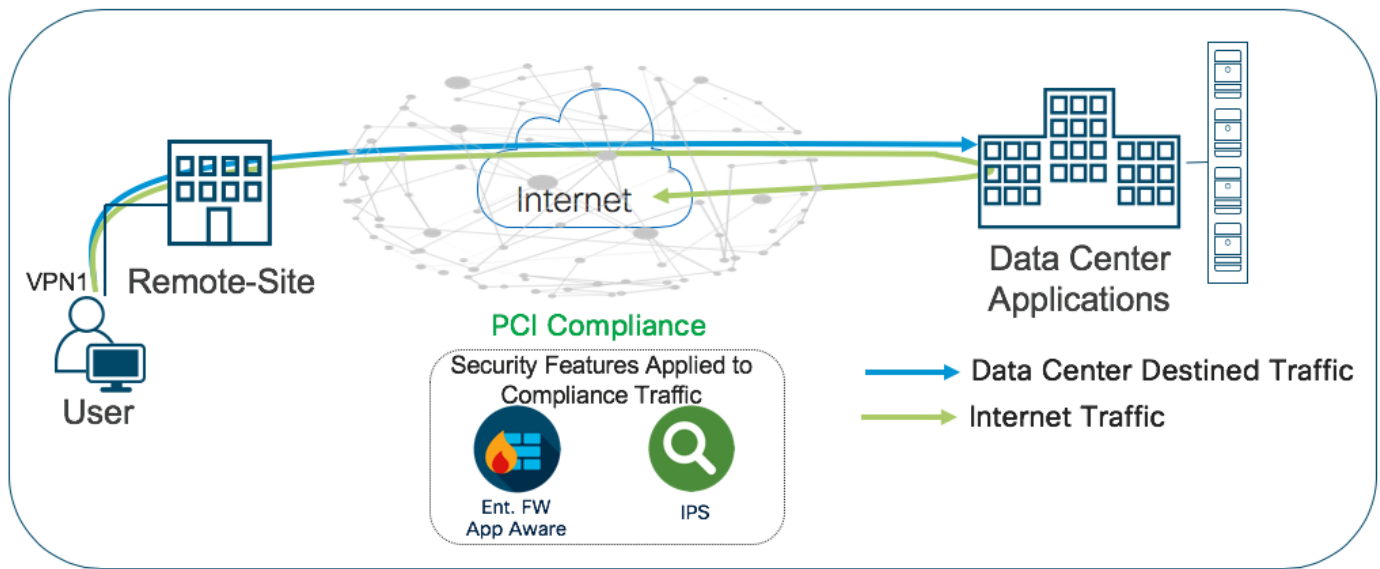 Internet
VPN1
Remote-Site
User
Data Center
Applications
PCI Compliance
Security Features Applied to
Compliance Traffic
Ent. FW
App Aware
IPS
Data Center Destined Traffic
Internet Traffic